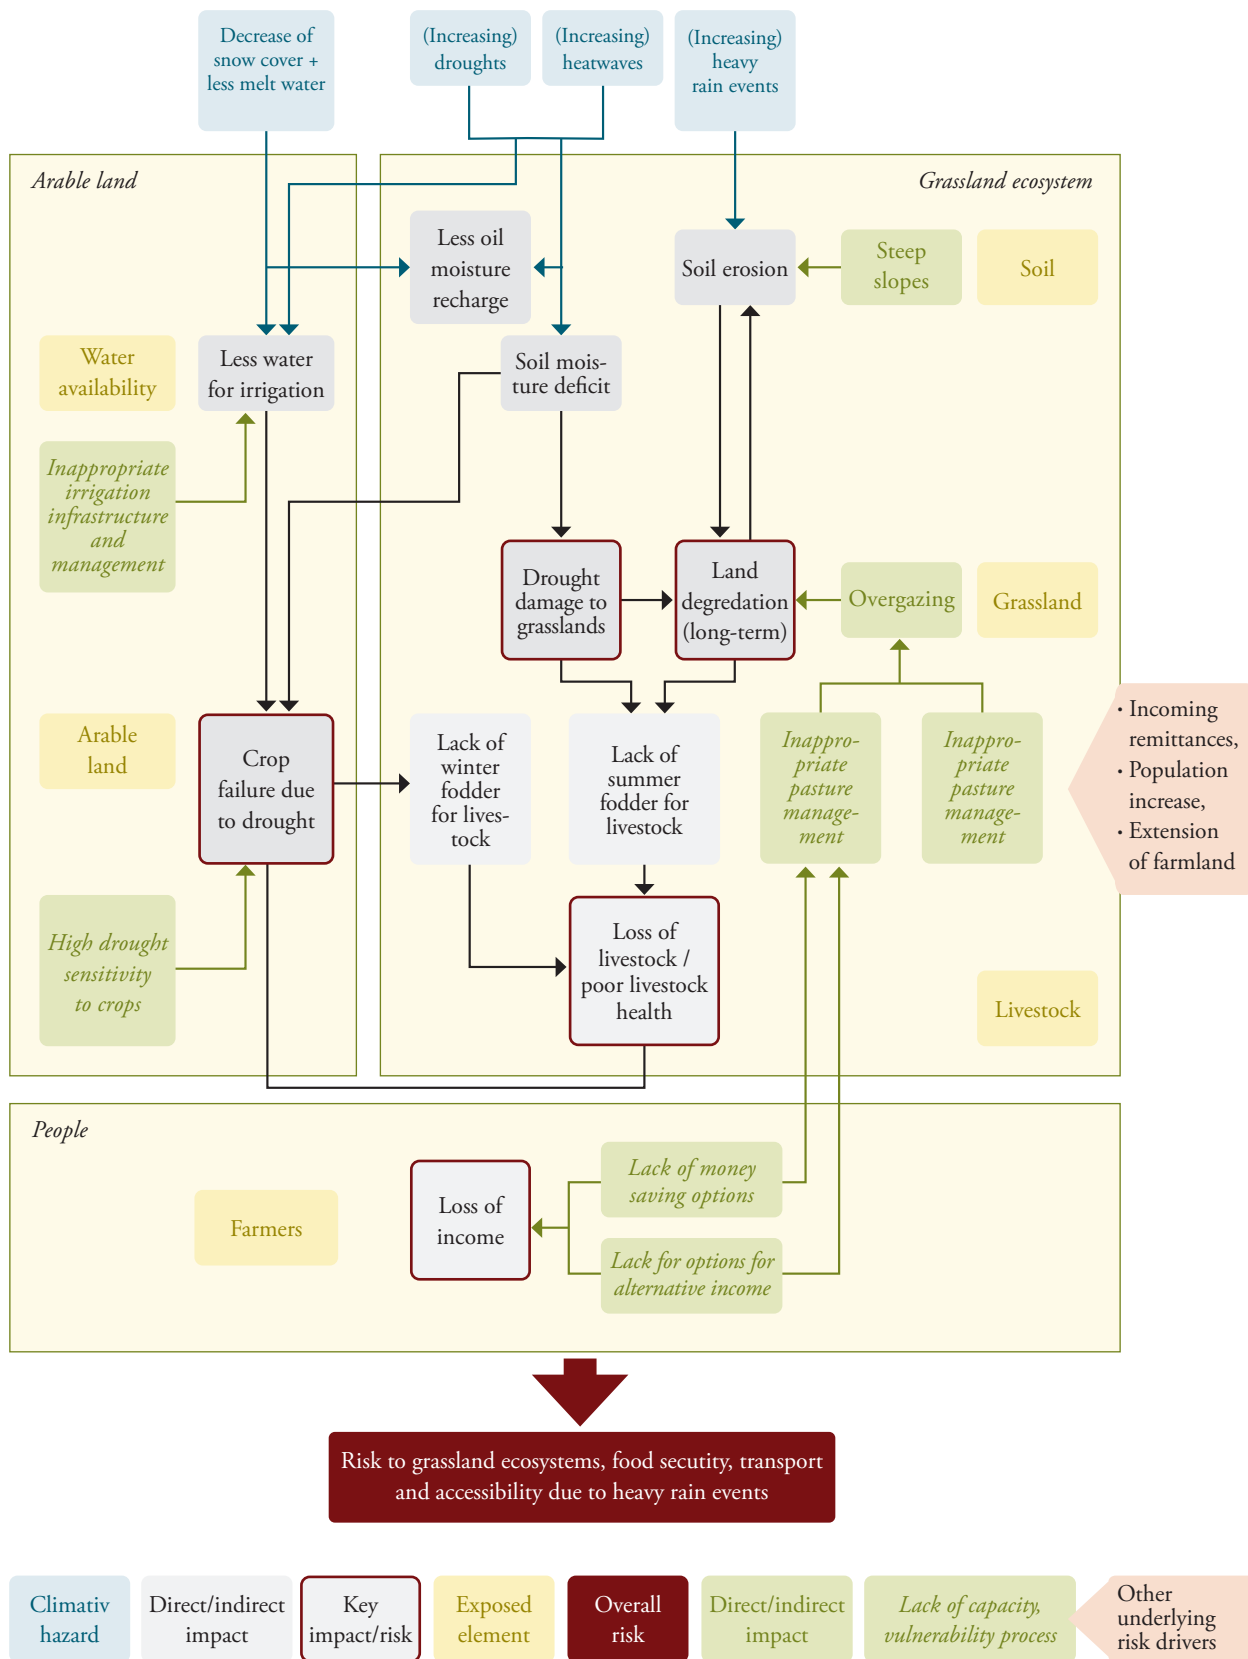 Decrease of
snow cover +
less melt water
(Increasing)
droughts
(Increasing)
heatwaves
(Increasing)
heavy
rain events
Arable land
Grassland ecosystem
Less oil
moisture
recharge
Soil erosion
Steep
slopes
Soil
Water
availability
Less water
for irrigation
Soil mois-
ture deficit
Inappropriate
irrigation
infrastructure
and
management
Drought
damage to
grasslands
Land
degredation
(long-term)
Overgazing
Grassland
Arable
land
Crop
failure due
to drought
Lack of
winter
fodder
for lives-
tock
Lack of
summer
fodder for
livestock
Inappro-
priate
pasture
manage-
ment
Inappro-
priate
pasture
manage-
ment
· Incoming
remittances,
· Population
increase,
· Extension
of farmland
High drought
sensitivity
to crops
Loss of
livestock /
poor livestock
health
Livestock
People
Farmers
Loss of
income
Lack of money
saving options
Lack for options for
alternative income
Risk to grassland ecosystems, food secutity, transport
and accessibility due to heavy rain events
Climativ
hazard
Direct/indirect
impact
Key
impact/risk
Exposed
element
Overall
risk
Direct/indirect
impact
Lack of capacity,
vulnerability process
Other
underlying
risk drivers